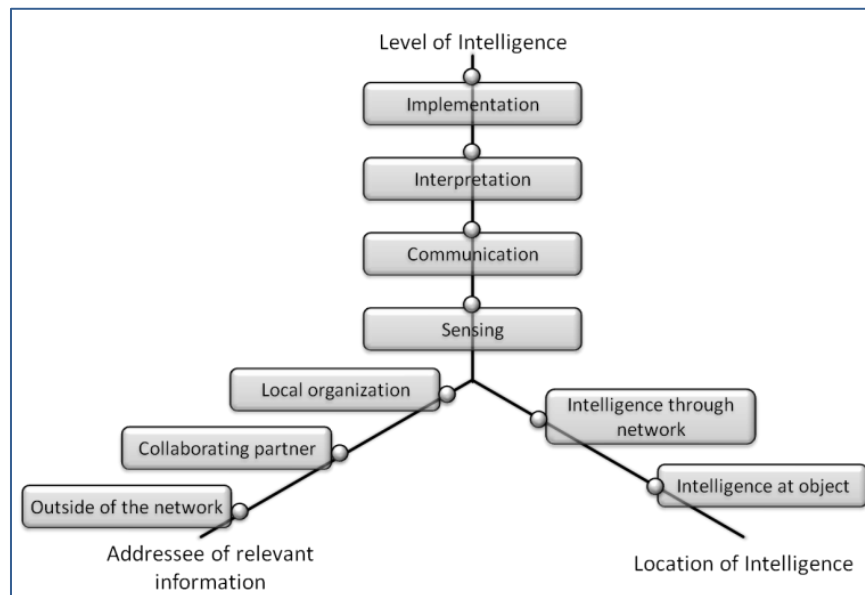 Level of Intelligence
Implementation
Interpretation
Communication
Sensing
Local organization
Collaborating partner
Outside of the network
Addressee of relevant
information
Intelligence through
network
Intelligence at object
Location of Intelligence